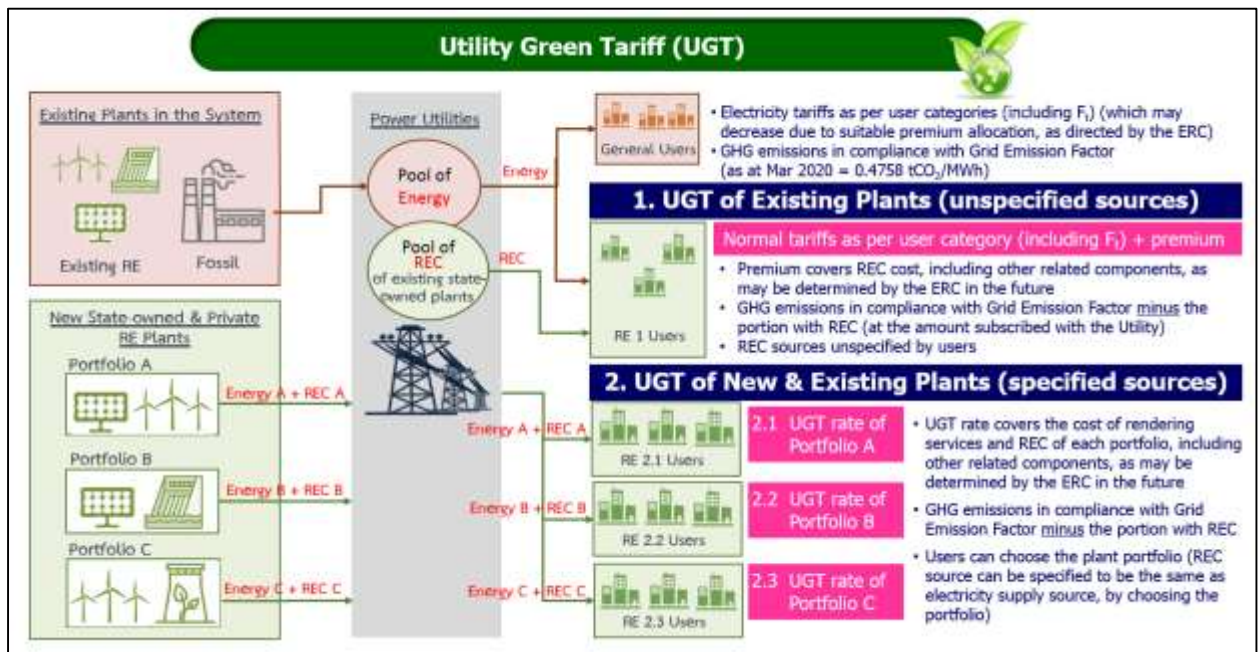 Utility Green Tariff (UGT)
Existing Plants in the System
Existing RE
Fossil
New State-owned & Private
RE Plants
Portfolio A
Portfolio B
Portfolio C
Energy A + REC A
Energy B + REC B
Energy C + REC C
Power Utilities
Pool of
Energy
Pool of
REC
of existing state-
owned plants
Energy
REC
Energy A + REC A
Energy B + REC B
Energy C + REC C
General Users
• Electricity tariffs as per user categories (including Fₜ) (which may
decrease due to suitable premium allocation, as directed by the ERC)
• GHG emissions in compliance with Grid Emission Factor
(as at Mar 2020 = 0.4758 tCO₂/MWh)
1. UGT of Existing Plants (unspecified sources)
RE 1 Users
Normal tariffs as per user category (including Fₜ) + premium
• Premium covers REC cost, including other related components, as
may be determined by the ERC in the future
• GHG emissions in compliance with Grid Emission Factor minus the
portion with REC (at the amount subscribed with the Utility)
• REC sources unspecified by users
2. UGT of New & Existing Plants (specified sources)
RE 2.1 Users
2.1 UGT rate of
Portfolio A
RE 2.2 Users
2.2 UGT rate of
Portfolio B
RE 2.3 Users
2.3 UGT rate of
Portfolio C
• UGT rate covers the cost of rendering
services and REC of each portfolio, including
other related components, as may be
determined by the ERC in the future
• GHG emissions in compliance with Grid
Emission Factor minus the portion with REC
• Users can choose the plant portfolio (REC
source can be specified to be the same as
electricity supply source, by choosing the
portfolio)